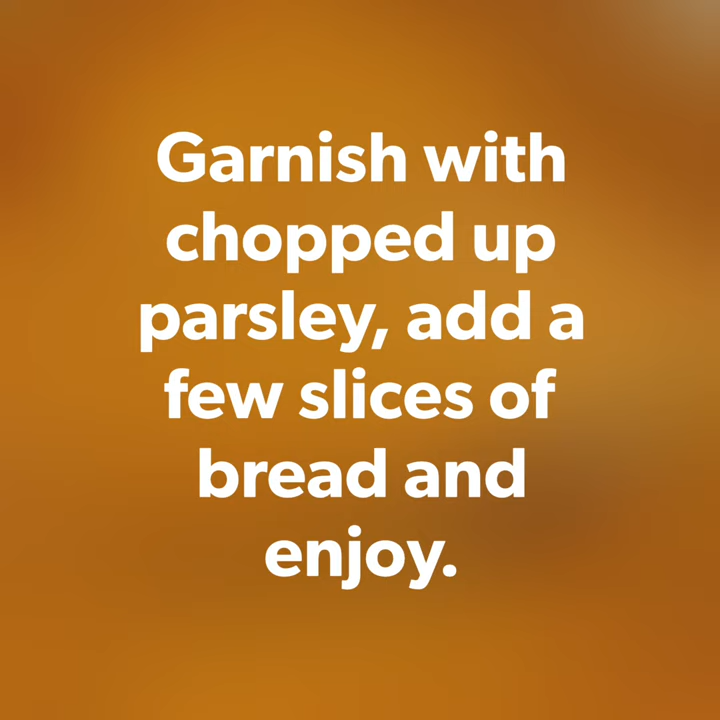 Garnish with
chopped up
parsley, add a
few slices of
bread and
enjoy.